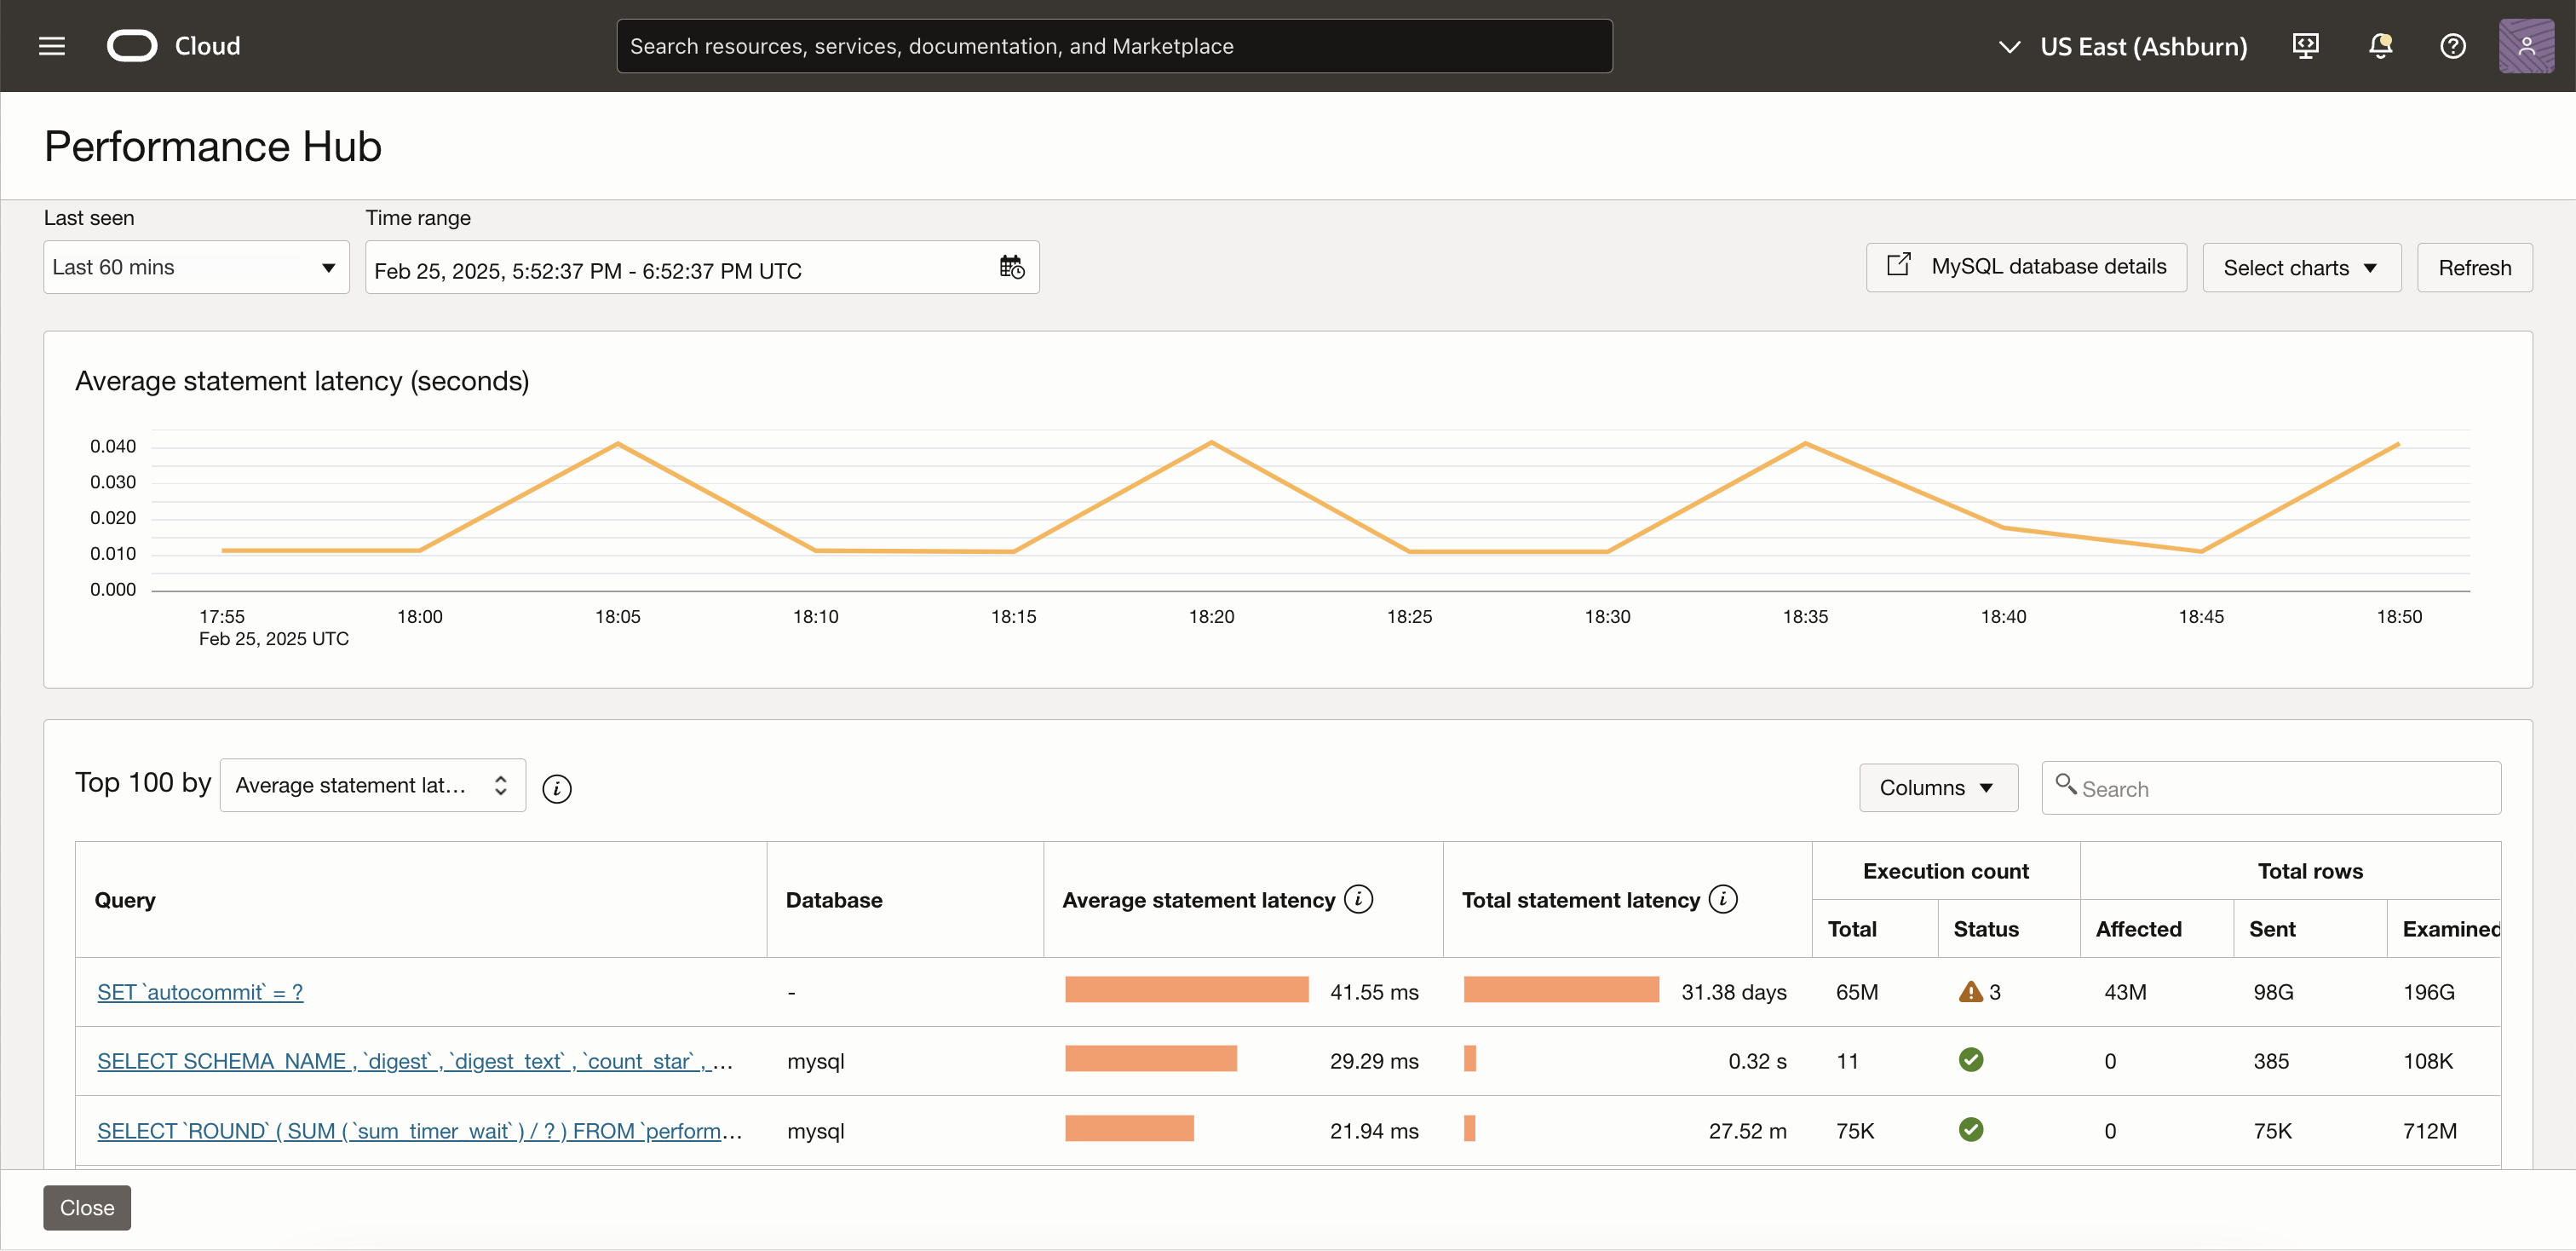 Cloud
Search resources, services, documentation, and Marketplace
US East (Ashburn)
Performance Hub
Last seen
Time range
Last 60 mins
Feb 25, 2025, 5:52:37 PM - 6:52:37 PM UTC
MySQL database details
Select charts
Refresh
Average statement latency (seconds)
0.040
0.030
0.020
0.010
0.000
17:55 18:00 18:05 18:10 18:15 18:20 18:25 18:30 18:35 18:40 18:45 18:50
Feb 25, 2025 UTC
Top 100 by
Average statement lat...
Columns
Search
Query Database Average statement latency Total statement latency Execution count Total rows
Total Status Affected Sent Examined
SET `autocommit` = ? - 41.55 ms 31.38 days 65M 3 43M 98G 196G
SELECT SCHEMA_NAME , `digest` , `digest_text` , `count_star` , ... mysql 29.29 ms 0.32 s 11 0 385 108K
SELECT `ROUND` ( SUM ( `sum_timer_wait` ) / ? ) FROM `perform... mysql 21.94 ms 27.52 m 75K 0 75K 712M
Close